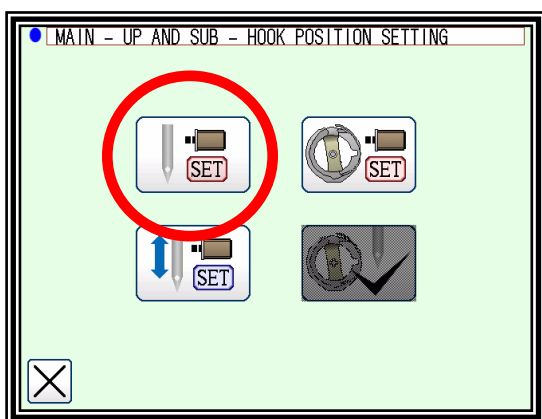 MAIN – UP AND SUB – HOOK POSITION SETTING
SET
SET
SET